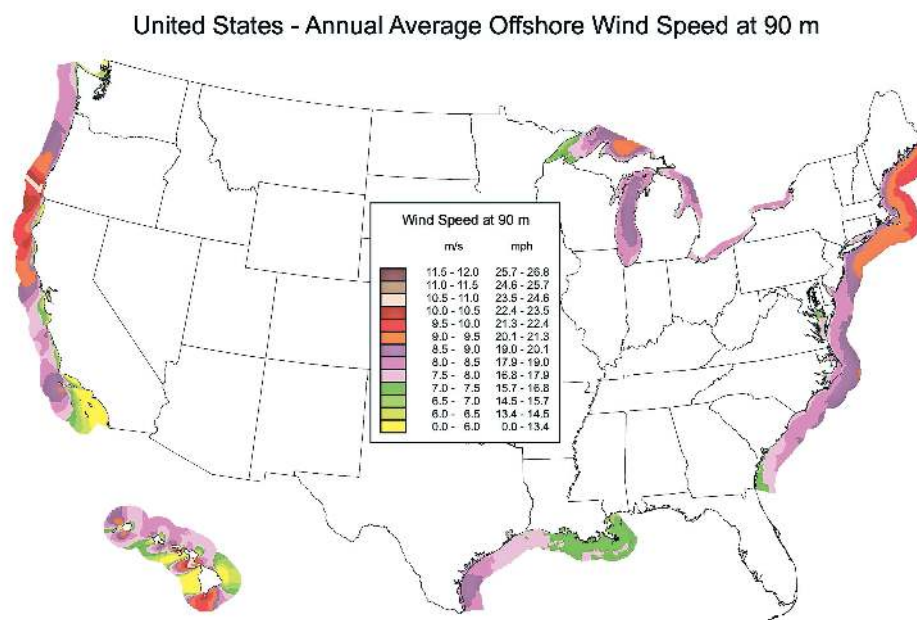 United States - Annual Average Offshore Wind Speed at 90 m
Wind Speed at 90 m
m/s mph
11.5 - 12.0 25.7 - 26.8
11.0 - 11.5 24.6 - 25.7
10.5 - 11.0 23.5 - 24.6
10.0 - 10.5 22.4 - 23.5
9.5 - 10.0 21.3 - 22.4
9.0 - 9.5 20.1 - 21.3
8.5 - 9.0 19.0 - 20.1
8.0 - 8.5 17.9 - 19.0
7.5 - 8.0 16.8 - 17.9
7.0 - 7.5 15.7 - 16.8
6.5 - 7.0 14.5 - 15.7
6.0 - 6.5 13.4 - 14.5
0.0 - 6.0 0.0 - 13.4